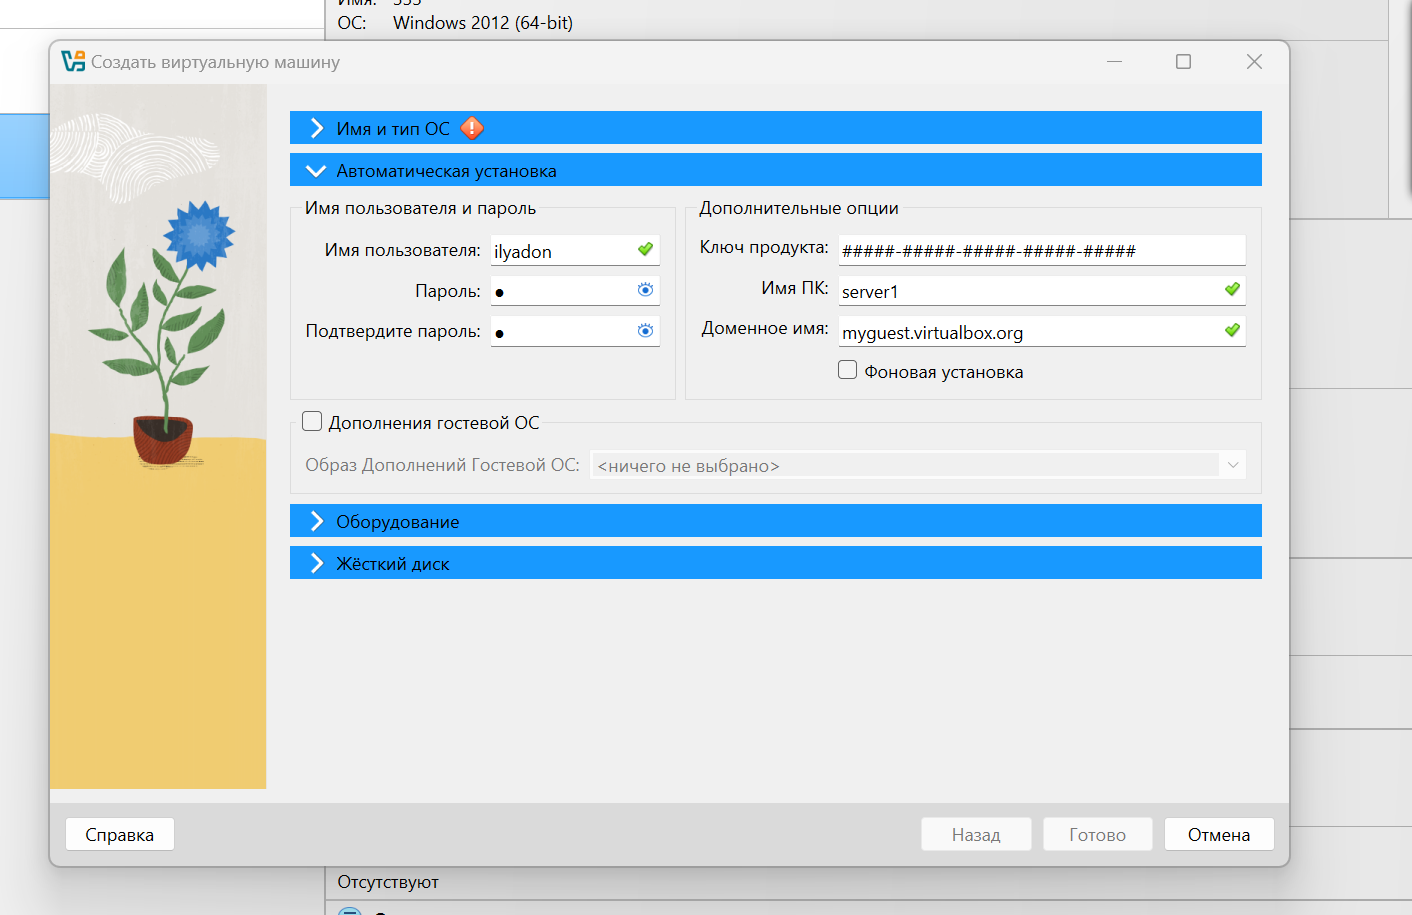 ОС: Windows 2012 (64-bit)
Создать виртуальную машину
Имя и тип ОС
Автоматическая установка
Имя пользователя и пароль
Имя пользователя: ilyadon
Пароль: ●
Подтвердите пароль: ●
Дополнительные опции
Ключ продукта: #####-#####-#####-#####-#####
Имя ПК: server1
Доменное имя: myguest.virtualbox.org
Фоновая установка
Дополнения гостевой ОС
Образ Дополнений Гостевой ОС: <ничего не выбрано>
Оборудование
Жёсткий диск
Справка
Назад
Готово
Отмена
Отсутствуют